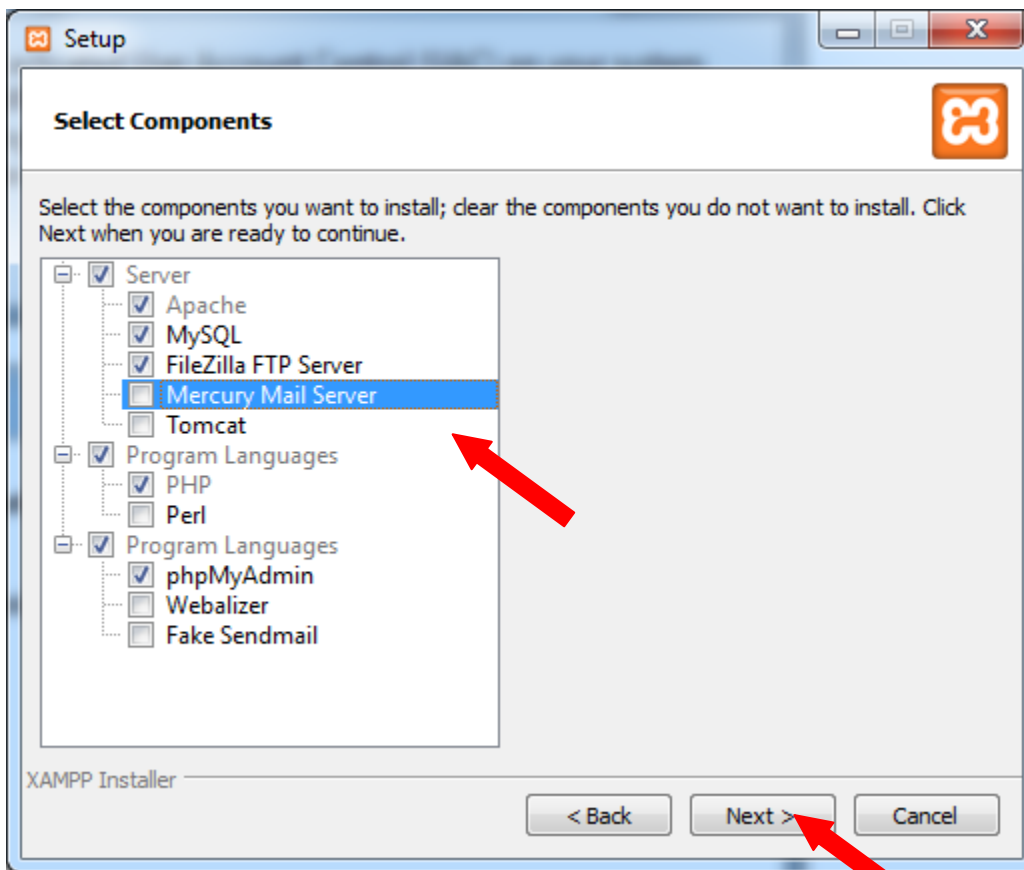 Setup
Select Components
Select the components you want to install; clear the components you do not want to install. Click
Next when you are ready to continue.
Server
Apache
MySQL
FileZilla FTP Server
Mercury Mail Server
Tomcat
Program Languages
PHP
Perl
Program Languages
phpMyAdmin
Webalizer
Fake Sendmail
XAMPP Installer
< Back
Next >
Cancel